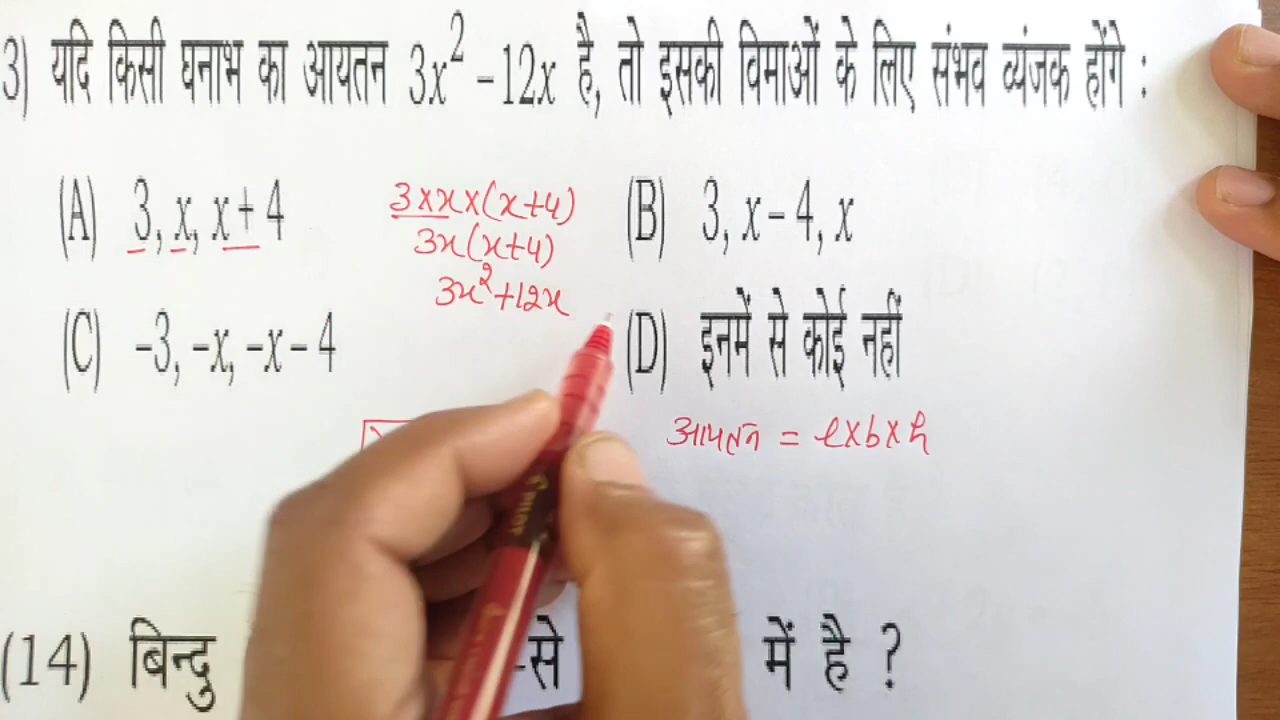 3) यदि किसी घनाभ का आयतन 3x² - 12x है, तो इसकी विमाओं के लिए संभव व्यंजक होंगे :
(A) 3, x, x + 4
3×x×(x+4)
3x(x+4)
3x²+12x
(B) 3, x - 4, x
(C) -3, -x, -x - 4
(D) इनमें से कोई नहीं
आयतन = l×b×h
PILOT
(14) बिन्दु -से में है ?